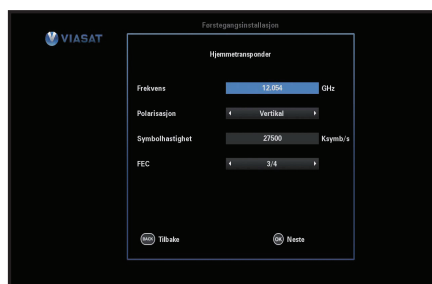 Førstegangsinstallasjon
VIASAT
Hjemmetransponder
Frekvens 12.054 GHz
Polarisasjon Vertikal
Symbolhastighet 27500 Ksymb/s
FEC 3/4
BACK Tilbake OK Neste